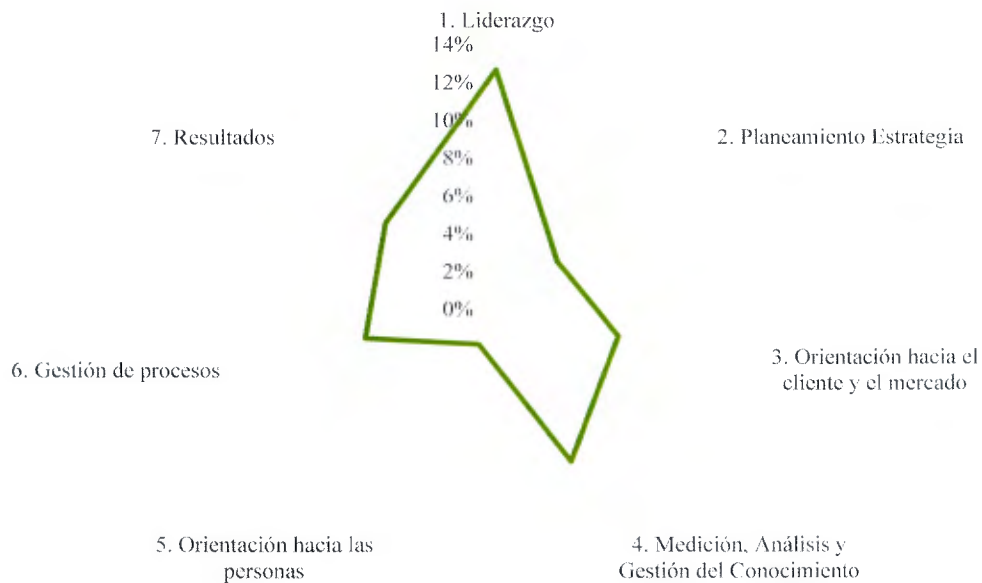 1. Liderazgo
14%
12%
10%
8%
6%
4%
2%
0%
2. Planeamiento Estrategia
3. Orientación hacia el
cliente y el mercado
4. Medición, Análisis y
Gestión del Conocimiento
5. Orientación hacia las
personas
6. Gestión de procesos
7. Resultados